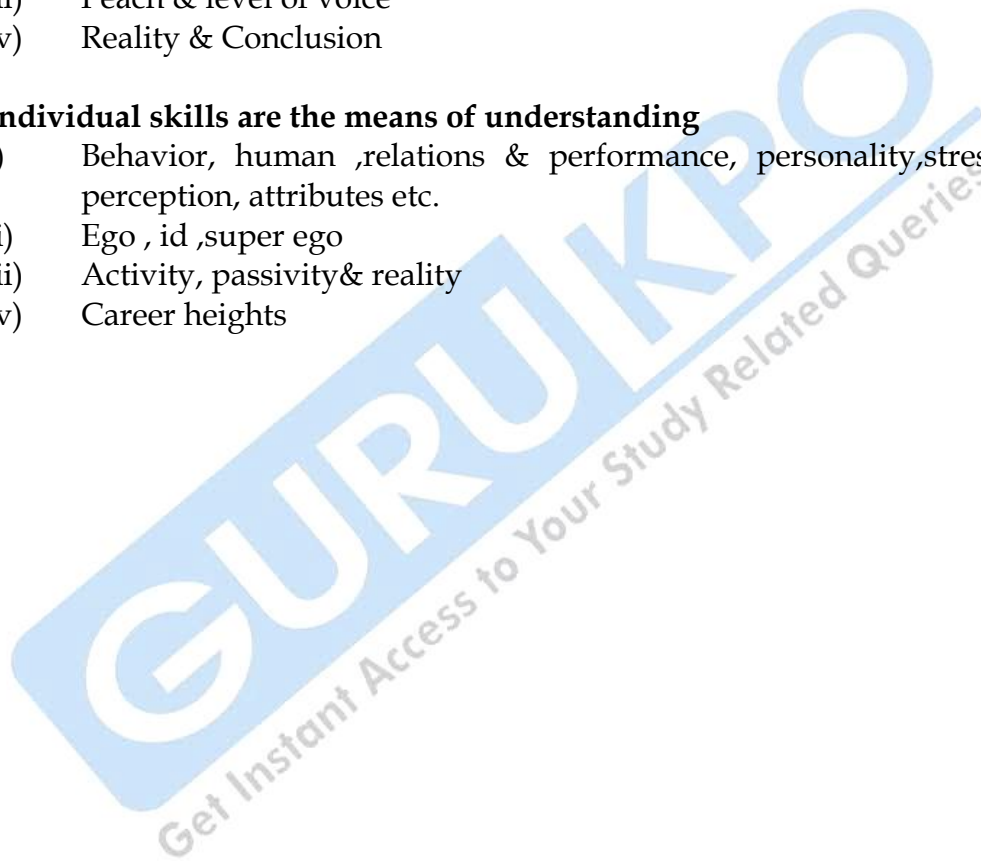 & level of voice
v) Reality & Conclusion
ndividual skills are the means of understanding
) Behavior, human ,relations & performance, personality,stres
perception, attributes etc.
i) Ego , id ,super ego
ii) Activity, passivity& reality
v) Career heights
GURUKPO
Get Instant Access to Your Study Related Queries